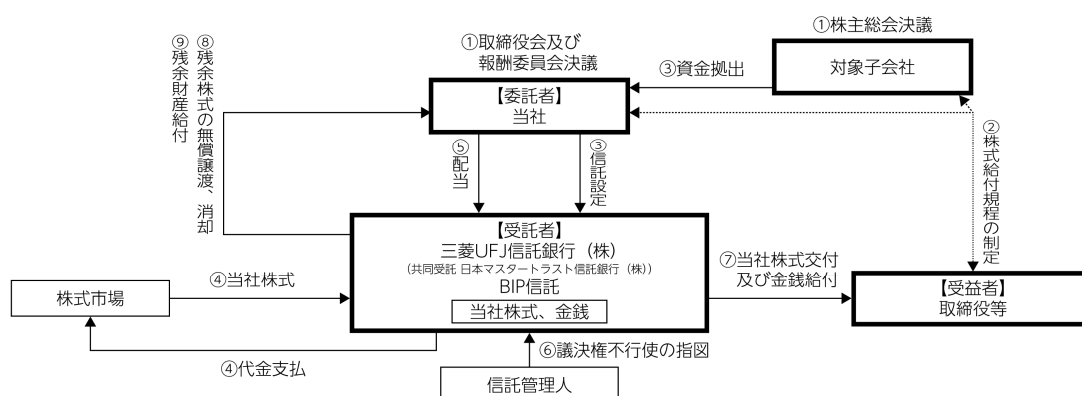 ⑨残余財産給付
⑧残余株式の無償譲渡、消却
①取締役会及び
報酬委員会決議
①株主総会決議
対象子会社
③資金拠出
【委託者】
当社
⑤配当
③信託設定
②株式給付規程の制定
【受託者】
三菱UFJ信託銀行（株）
（共同受託 日本マスタートラスト信託銀行（株））
BIP信託
当社株式、金銭
④当社株式
株式市場
④代金支払
⑦当社株式交付
及び金銭給付
【受益者】
取締役等
⑥議決権不行使の指図
信託管理人